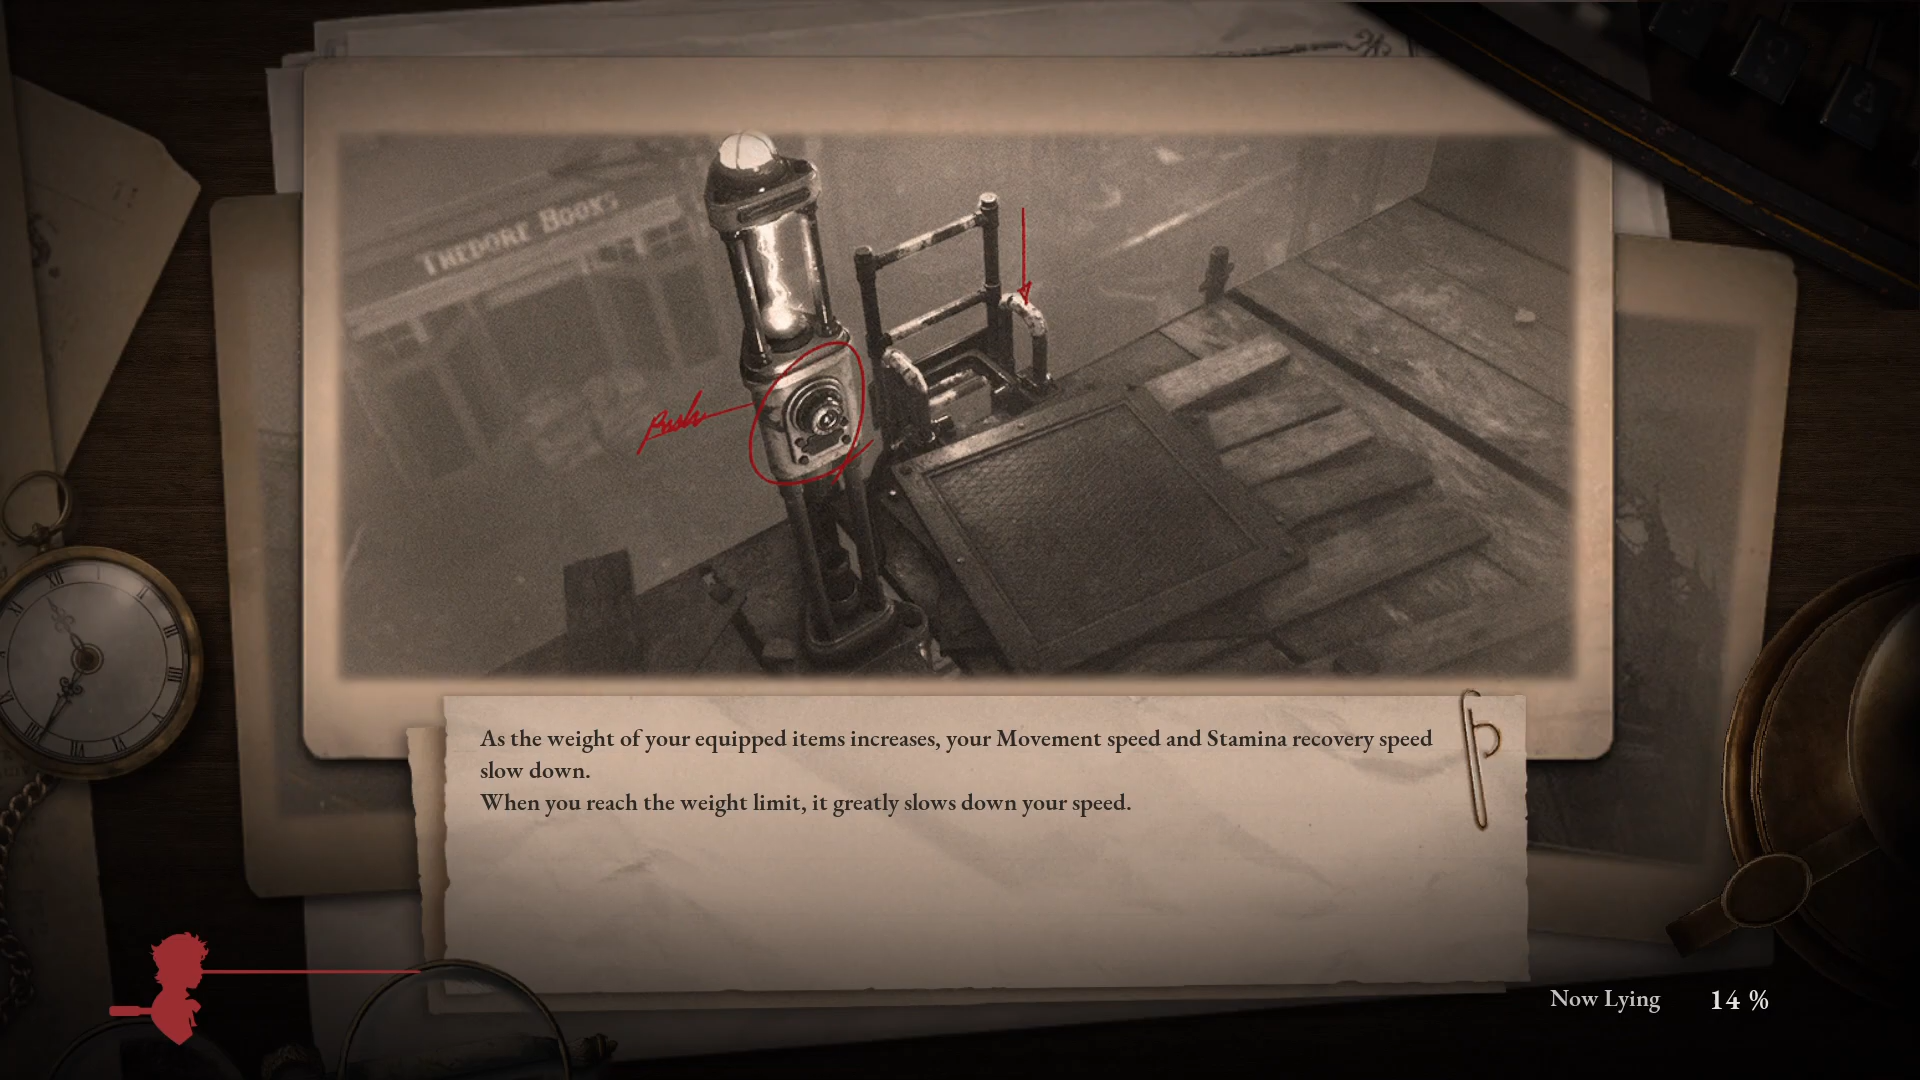 THEDORE BOOKS
Push
As the weight of your equipped items increases, your Movement speed and Stamina recovery speed
slow down.
When you reach the weight limit, it greatly slows down your speed.
Now Lying 14 %